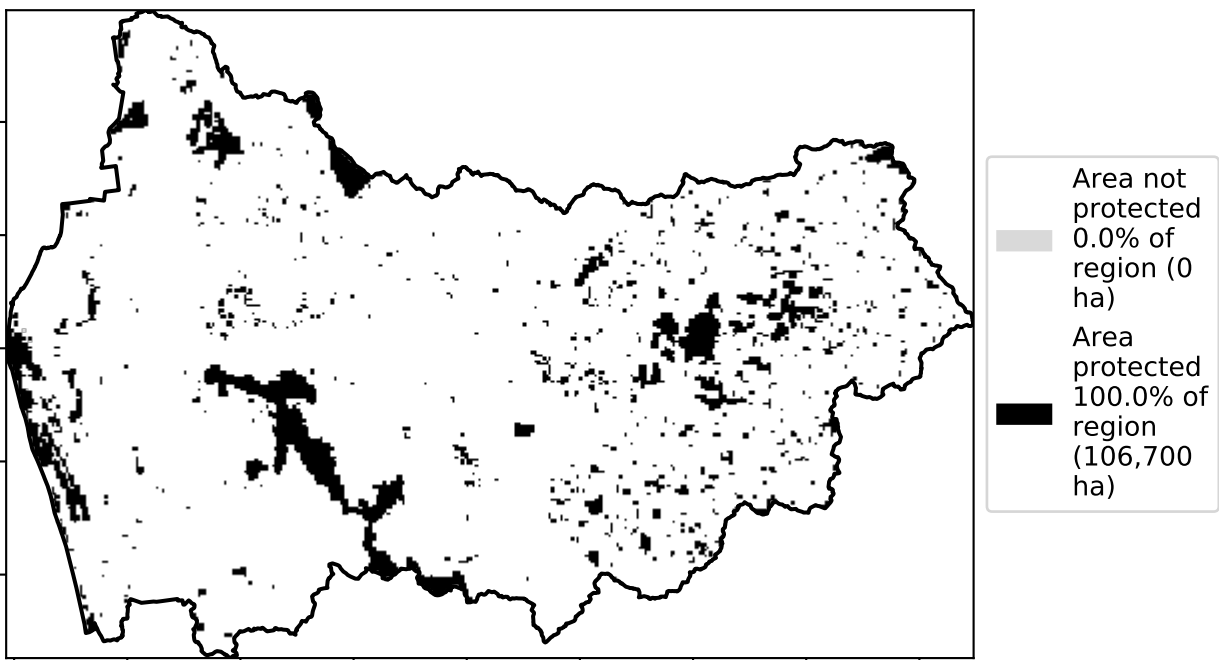 Area not
protected
0.0% of
region (0
ha)
Area
protected
100.0% of
region
(106,700
ha)